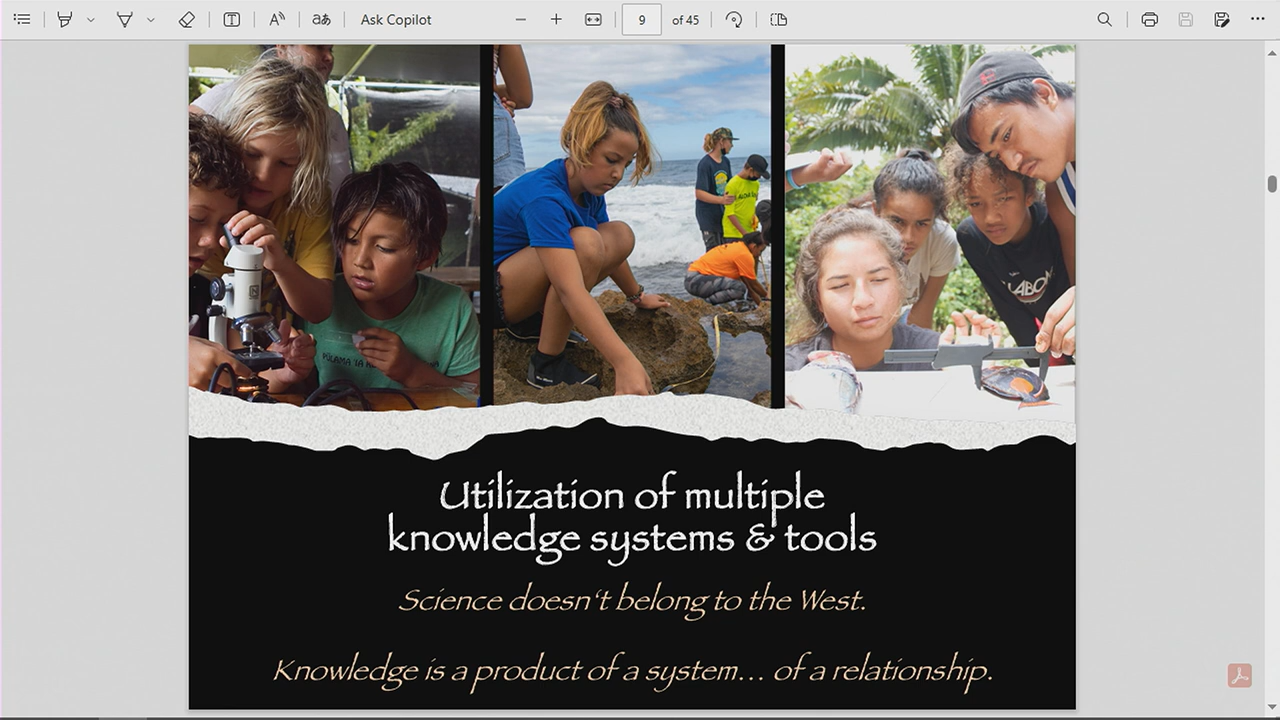 Ask Copilot
9
of 45
Utilization of multiple
knowledge systems & tools
Science doesn't belong to the West.
Knowledge is a product of a system... of a relationship.